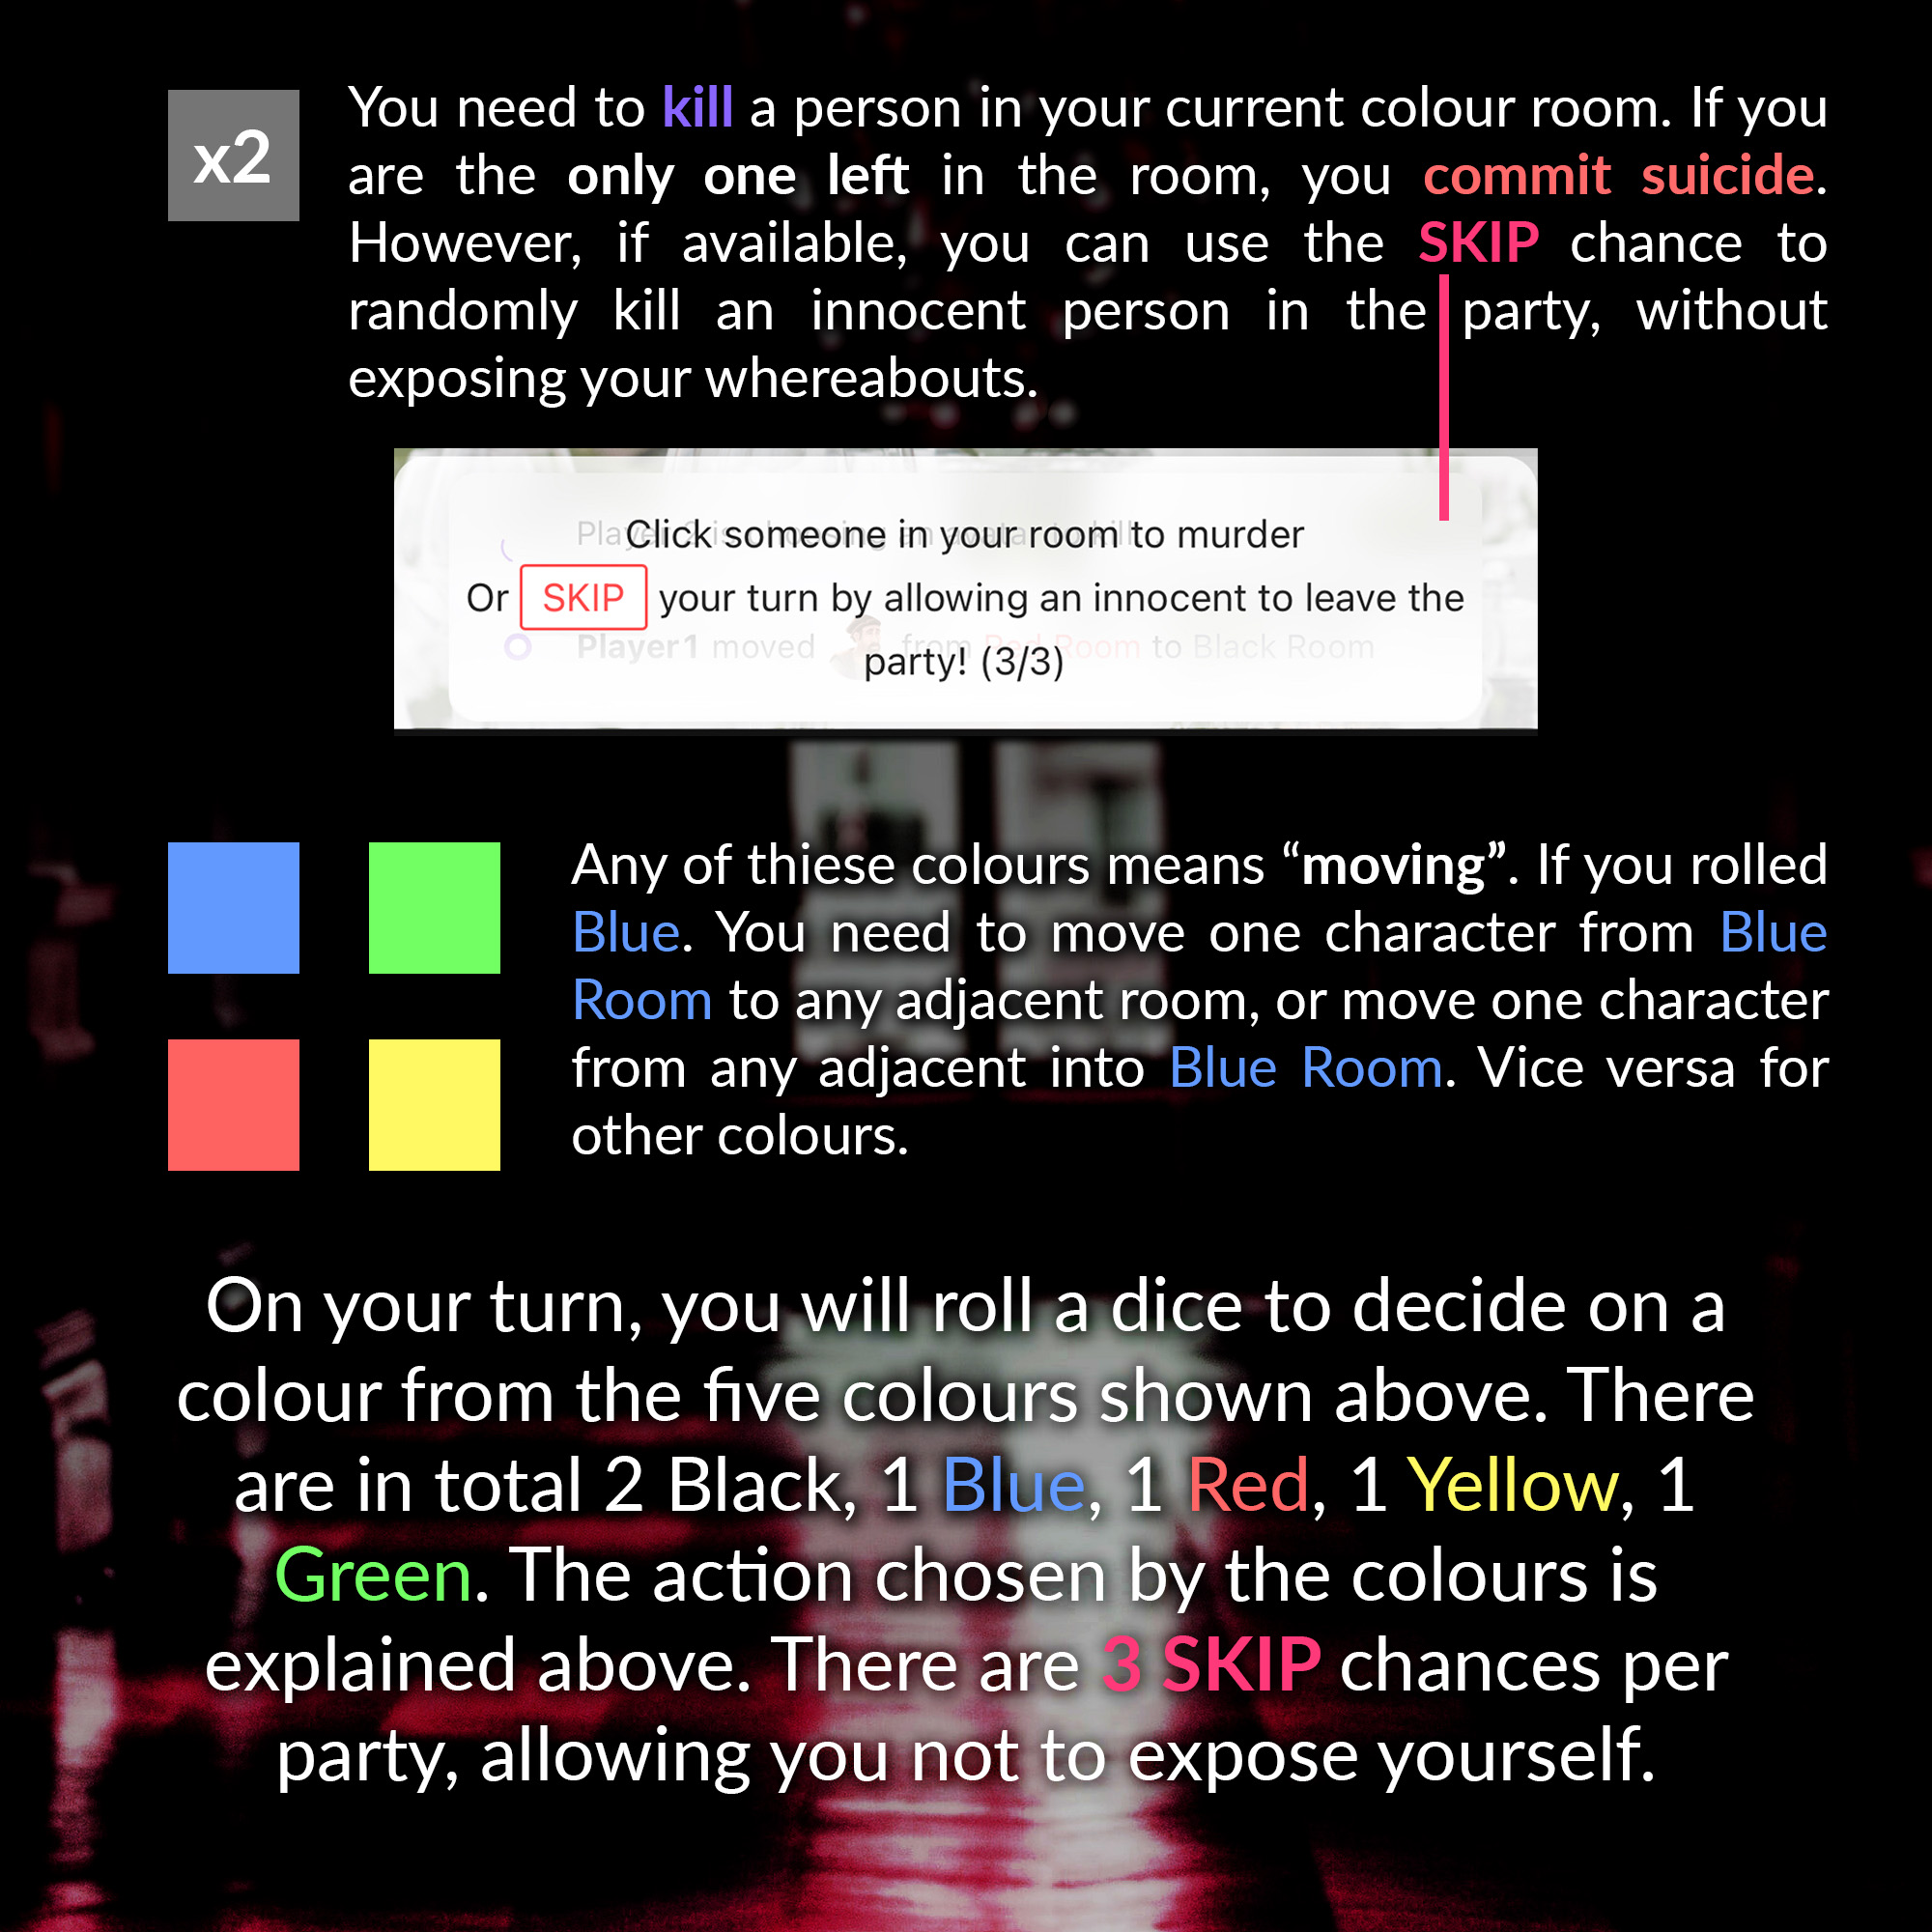 x2
You need to kill a person in your current colour room. If you
are the only one left in the room, you commit suicide.
However, if available, you can use the SKIP chance to
randomly kill an innocent person in the party, without
exposing your whereabouts.
Player 2 is choosing an avatar to kill
Click someone in your room to murder
Or SKIP your turn by allowing an innocent to leave the
Player1 moved from Red Room to Black Room
party! (3/3)
Any of thiese colours means “moving”. If you rolled
Blue. You need to move one character from Blue
Room to any adjacent room, or move one character
from any adjacent into Blue Room. Vice versa for
other colours.
On your turn, you will roll a dice to decide on a
colour from the five colours shown above. There
are in total 2 Black, 1 Blue, 1 Red, 1 Yellow, 1
Green. The action chosen by the colours is
explained above. There are 3 SKIP chances per
party, allowing you not to expose yourself.